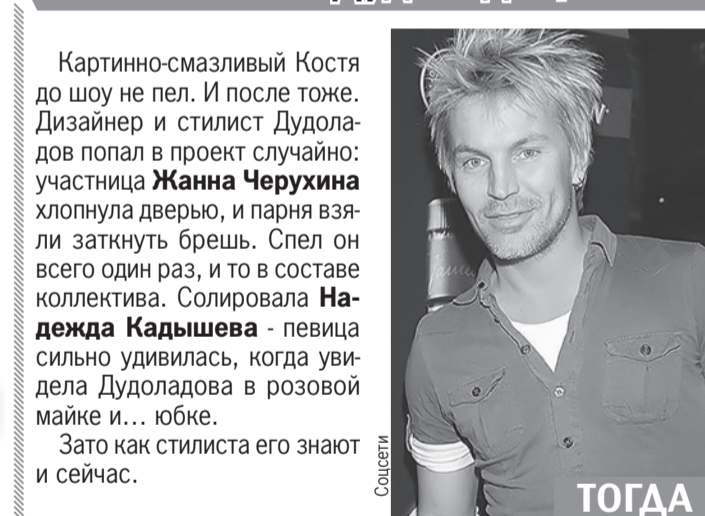 Картинно-смазливый Костя
до шоу не пел. И после тоже.
Дизайнер и стилист Дудола-
дов попал в проект случайно:
участница Жанна Черухина
хлопнула дверью, и парня взя-
ли заткнуть брешь. Спел он
всего один раз, и то в составе
коллектива. Солировала На-
дежда Кадышева - певица
сильно удивилась, когда уви-
дела Дудоладова в розовой
майке и... юбке.
Зато как стилиста его знают
и сейчас.
Соцсети
ТОГДА